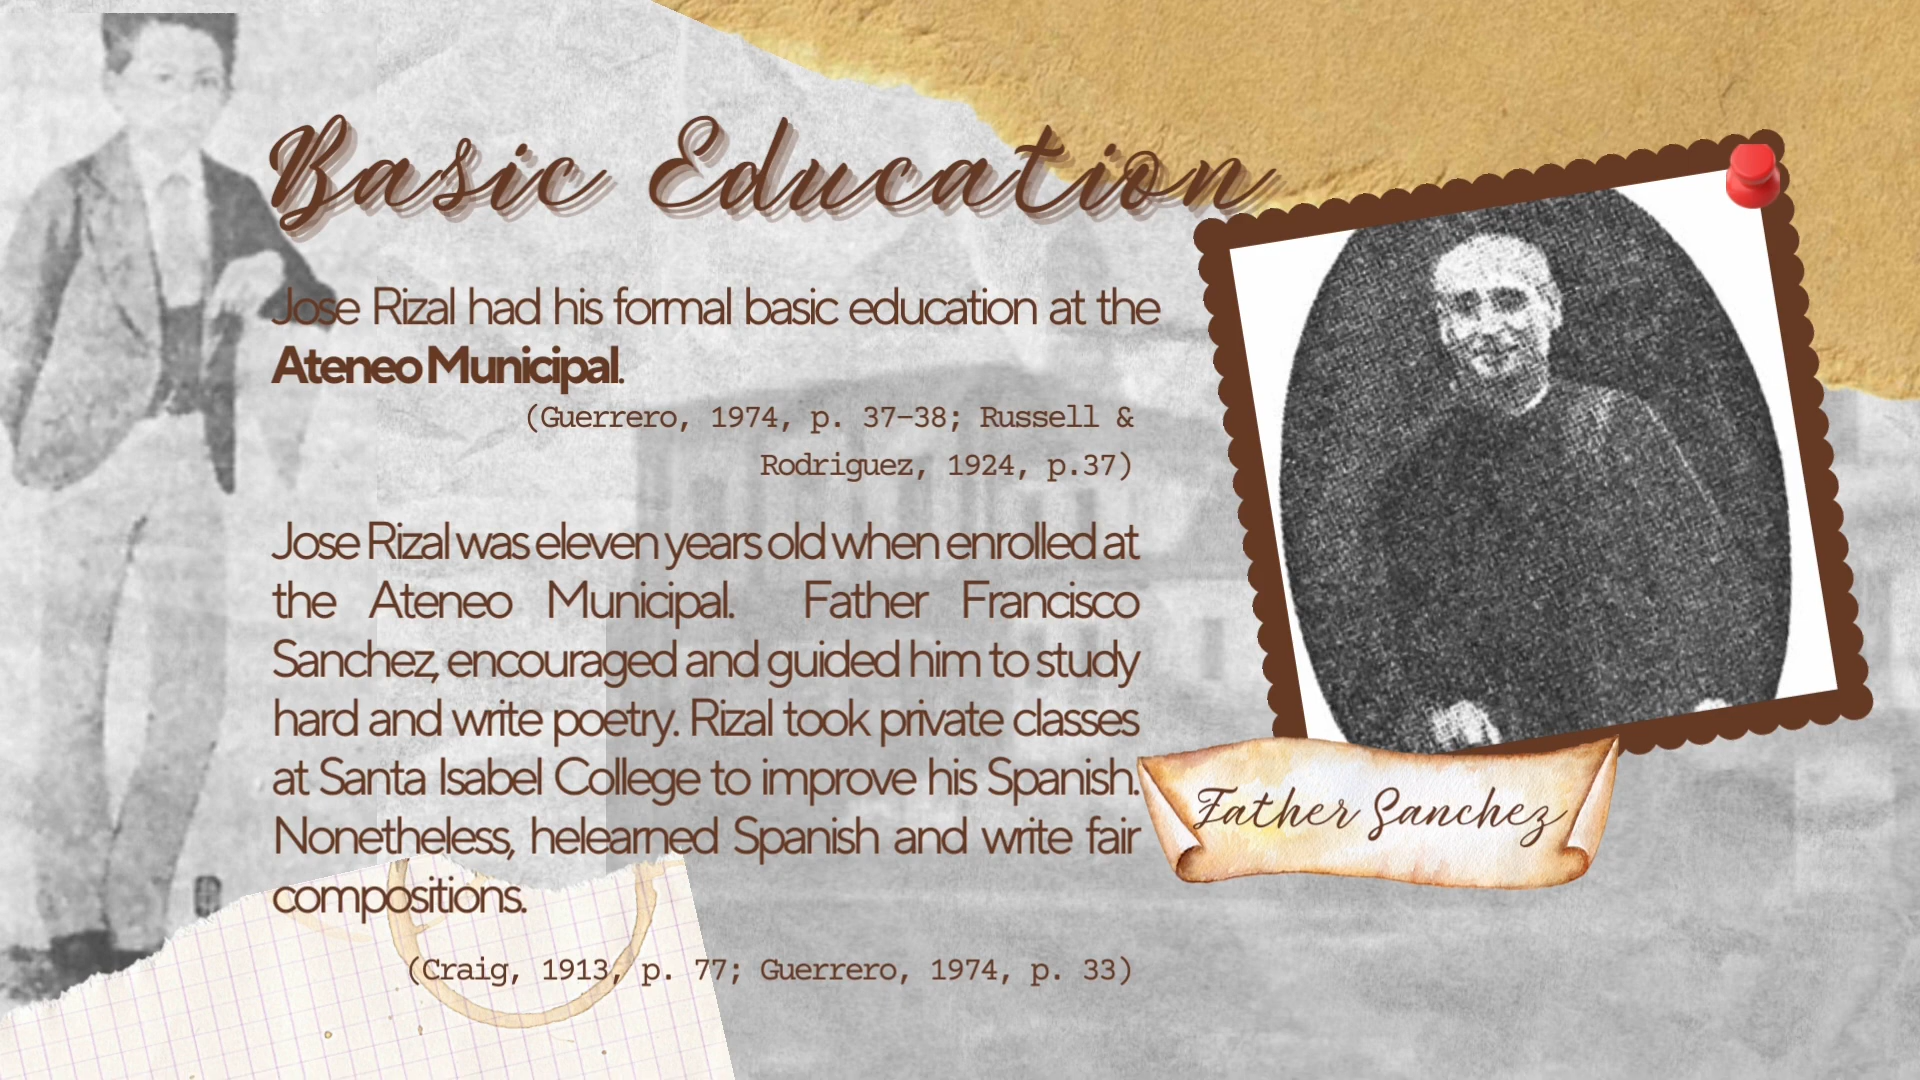 Basic Education
Jose Rizal had his formal basic education at the
Ateneo Municipal.
(Guerrero, 1974, p. 37-38; Russell &
Rodriguez, 1924, p.37)
Jose Rizal was eleven years old when enrolled at
the Ateneo Municipal. Father Francisco
Sanchez, encouraged and guided him to study
hard and write poetry. Rizal took private classes
at Santa Isabel College to improve his Spanish.
Nonetheless, helearned Spanish and write fair
compositions.
(Craig, 1913, p. 77; Guerrero, 1974, p. 33)
Father Sanchez